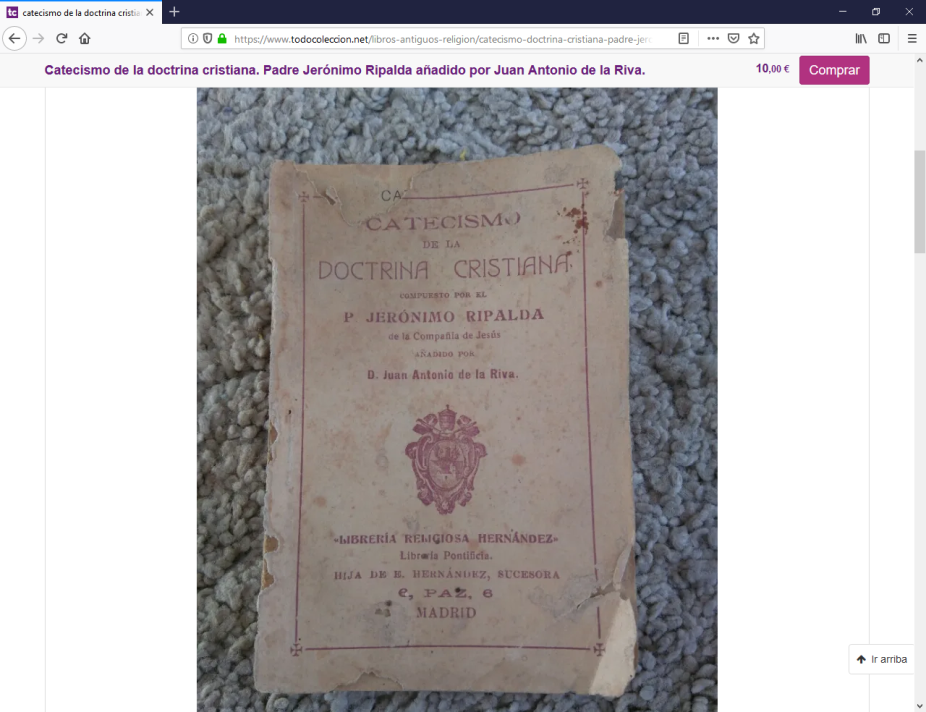 catecismo de la doctrina cristia
https://www.todocoleccion.net/libros-antiguos-religion/catecismo-doctrina-cristiana-padre-jer
Catecismo de la doctrina cristiana. Padre Jerónimo Ripalda añadido por Juan Antonio de la Riva.
10,00 €
Comprar
CA
CATECISMO
DE LA
DOCTRINA CRISTIANA
COMPUESTO POR EL
P JERÓNIMO RIPALDA
de la Compañía de Jesús
AÑADIDO POR
D. Juan Antonio de la Riva.
«LIBRERÍA RELIGIOSA HERNÁNDEZ»
Librería Pontificia.
HIJA DE E. HERNÁNDEZ, SUCESORA
6, PAZ, 6
MADRID
Ir arriba